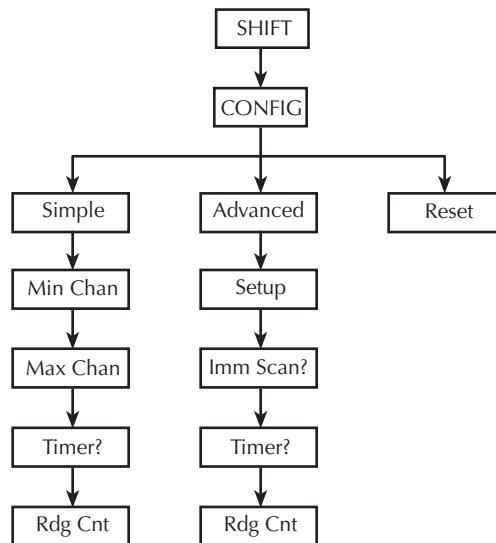 SHIFT
CONFIG
Simple
Advanced
Reset
Min Chan
Setup
Max Chan
Imm Scan?
Timer?
Timer?
Rdg Cnt
Rdg Cnt